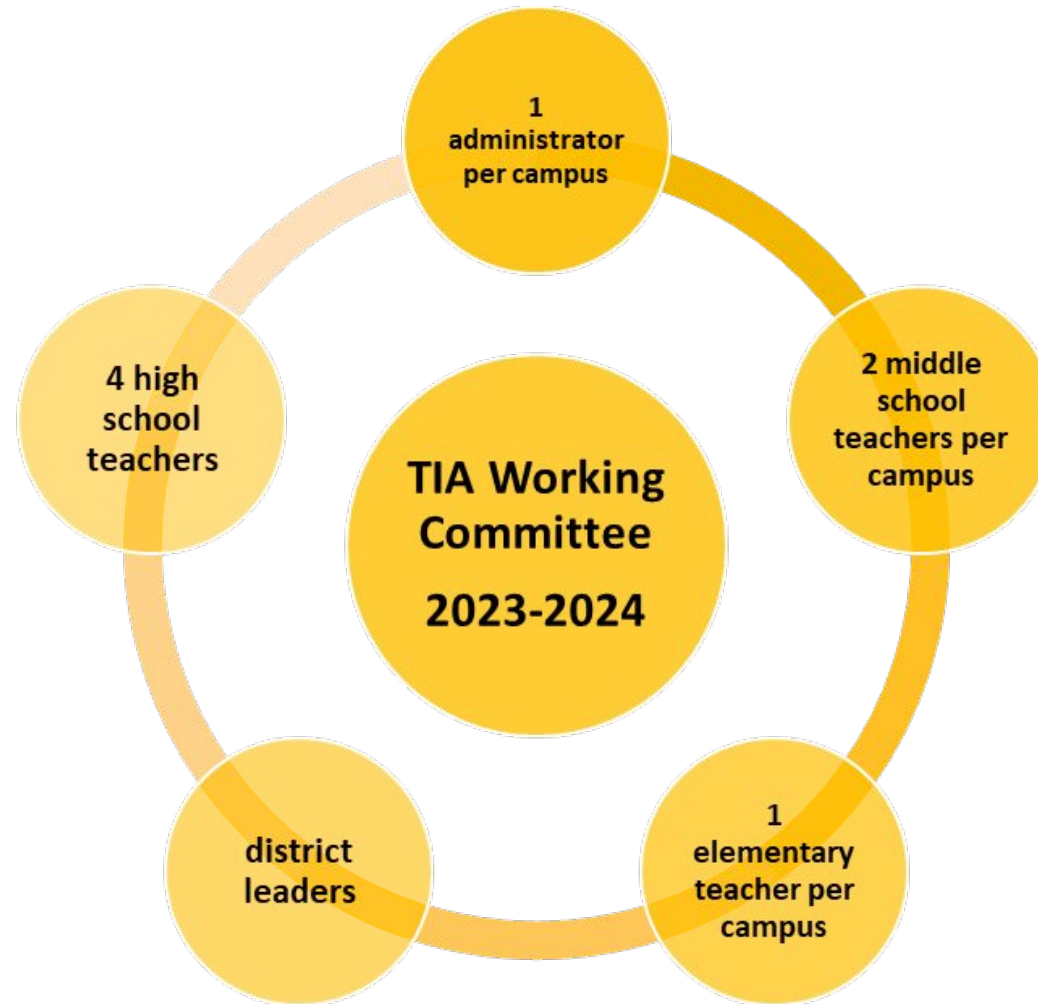 1
administrator
per campus
2 middle
school
teachers per
campus
1
elementary
teacher per
campus
district
leaders
4 high
school
teachers
TIA Working
Committee
2023-2024